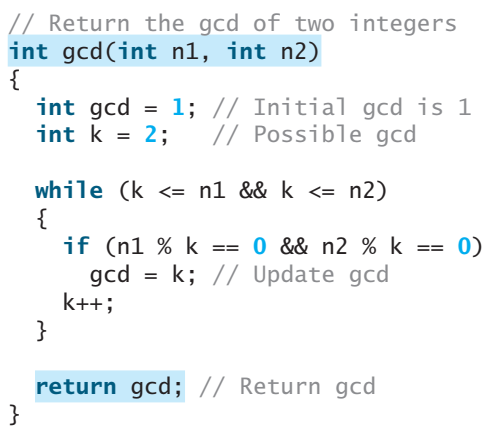 // Return the gcd of two integers
int gcd(int n1, int n2)
{
  int gcd = 1; // Initial gcd is 1
  int k = 2;   // Possible gcd

  while (k <= n1 && k <= n2)
  {
    if (n1 % k == 0 && n2 % k == 0)
      gcd = k; // Update gcd
    k++;
  }

  return gcd; // Return gcd
}